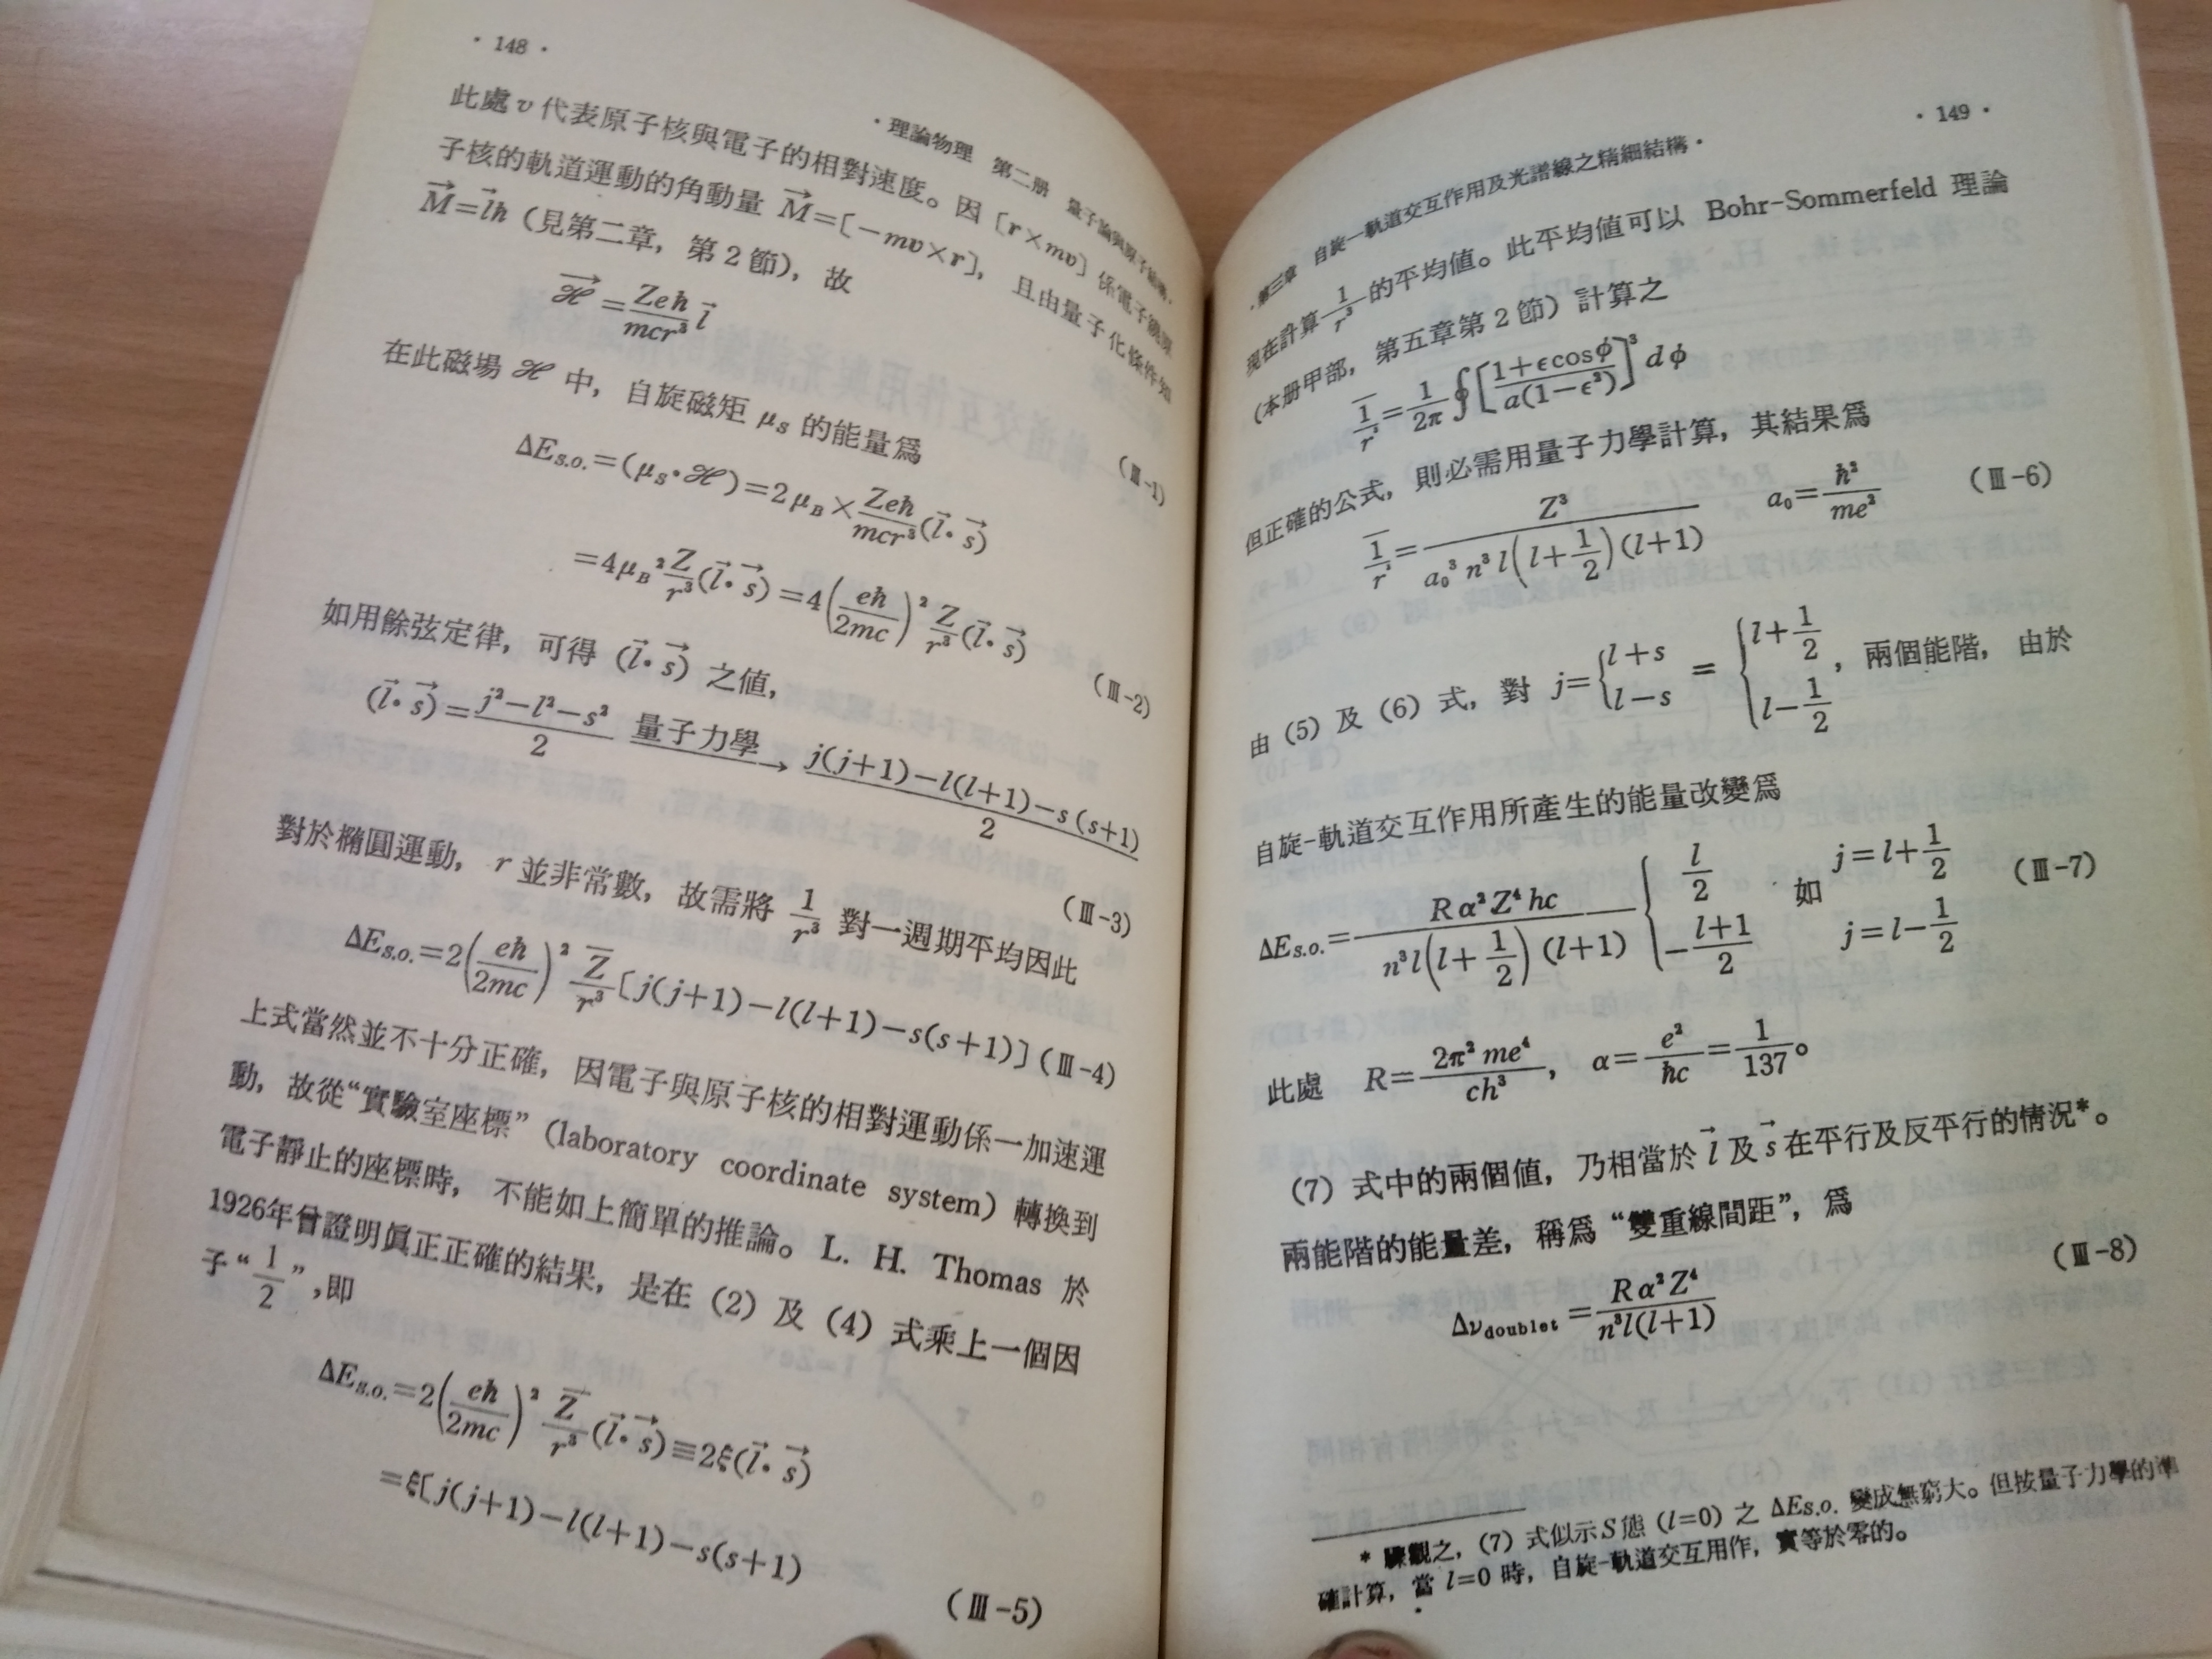 · 148 ·
· 理論物理 第二册 量子論與原子結構 ·
此處 v 代表原子核與電子的相對速度。因〔r×mv〕係電子繞原
子核的軌道運動的角動量 M⃗=〔−mv×r〕，且由量子化條件知
M⃗=l⃗ħ（見第二章，第 2 節），故
ℋ⃗ = Zeħ/mcr³ l⃗ （Ⅲ-1）
在此磁場 ℋ 中，自旋磁矩 μs 的能量爲
ΔEs.o.=(μs·ℋ)=2μB× Zeħ/mcr³ (l⃗·s⃗)
=4μB² Z/r³ (l⃗·s⃗)=4(eħ/2mc)² Z/r³ (l⃗·s⃗) （Ⅲ-2）
如用餘弦定律，可得 (l⃗·s⃗) 之值，
(l⃗·s⃗)= j²−l²−s²/2 量子力學→ j(j+1)−l(l+1)−s(s+1)/2
（Ⅲ-3）
對於橢圓運動，r 並非常數，故需將 1/r³ 對一週期平均因此
ΔEs.o.=2(eħ/2mc)² Z̅/r³〔j(j+1)−l(l+1)−s(s+1)〕（Ⅲ-4）
上式當然並不十分正確，因電子與原子核的相對運動係一加速運
動，故從“實驗室座標”（laboratory coordinate system）轉換到
電子靜止的座標時，不能如上簡單的推論。L. H. Thomas 於
1926年曾證明眞正正確的結果，是在（2）及（4）式乘上一個因
子“1/2”,即
ΔEs.o.=2(eħ/2mc)² Z̅/r³ (l⃗·s⃗)≡2ξ(l⃗·s⃗)
=ξ〔j(j+1)−l(l+1)−s(s+1)
（Ⅲ-5）
· 149 ·
· 第三章 自旋—軌道交互作用及光譜線之精細結構 ·
現在計算 1/r³ 的平均值。此平均值可以 Bohr-Sommerfeld 理論
（本册甲部，第五章第 2 節）計算之
1/r³ = 1/2π ∮[1+ϵcosϕ/a(1−ϵ²)]³ dϕ
但正確的公式，則必需用量子力學計算，其結果爲
1/r³ = Z³/a₀³n³l(l+1/2)(l+1) a₀= ħ²/me² （Ⅲ-6）
由（5）及（6）式，對 j={l+s l−s = {l+1/2 l−1/2 ，兩個能階，由於
自旋-軌道交互作用所產生的能量改變爲
ΔEs.o.= Rα²Z⁴hc/n³l(l+1/2)(l+1) { l/2 −l+1/2 如 j=l+1/2 j=l−1/2 （Ⅲ-7）
此處 R= 2π²me⁴/ch³，α= e²/ħc = 1/137。
（7）式中的兩個值，乃相當於 l⃗ 及 s⃗ 在平行及反平行的情況*。
兩能階的能量差，稱爲“雙重線間距”，爲
Δνdoublet = Rα²Z⁴/n³l(l+1) （Ⅲ-8）
* 驟觀之，（7）式似示S態（l=0）之 ΔEs.o. 變成無窮大。但按量子力學的準
確計算，當 l=0 時，自旋-軌道交互用作，實等於零的。